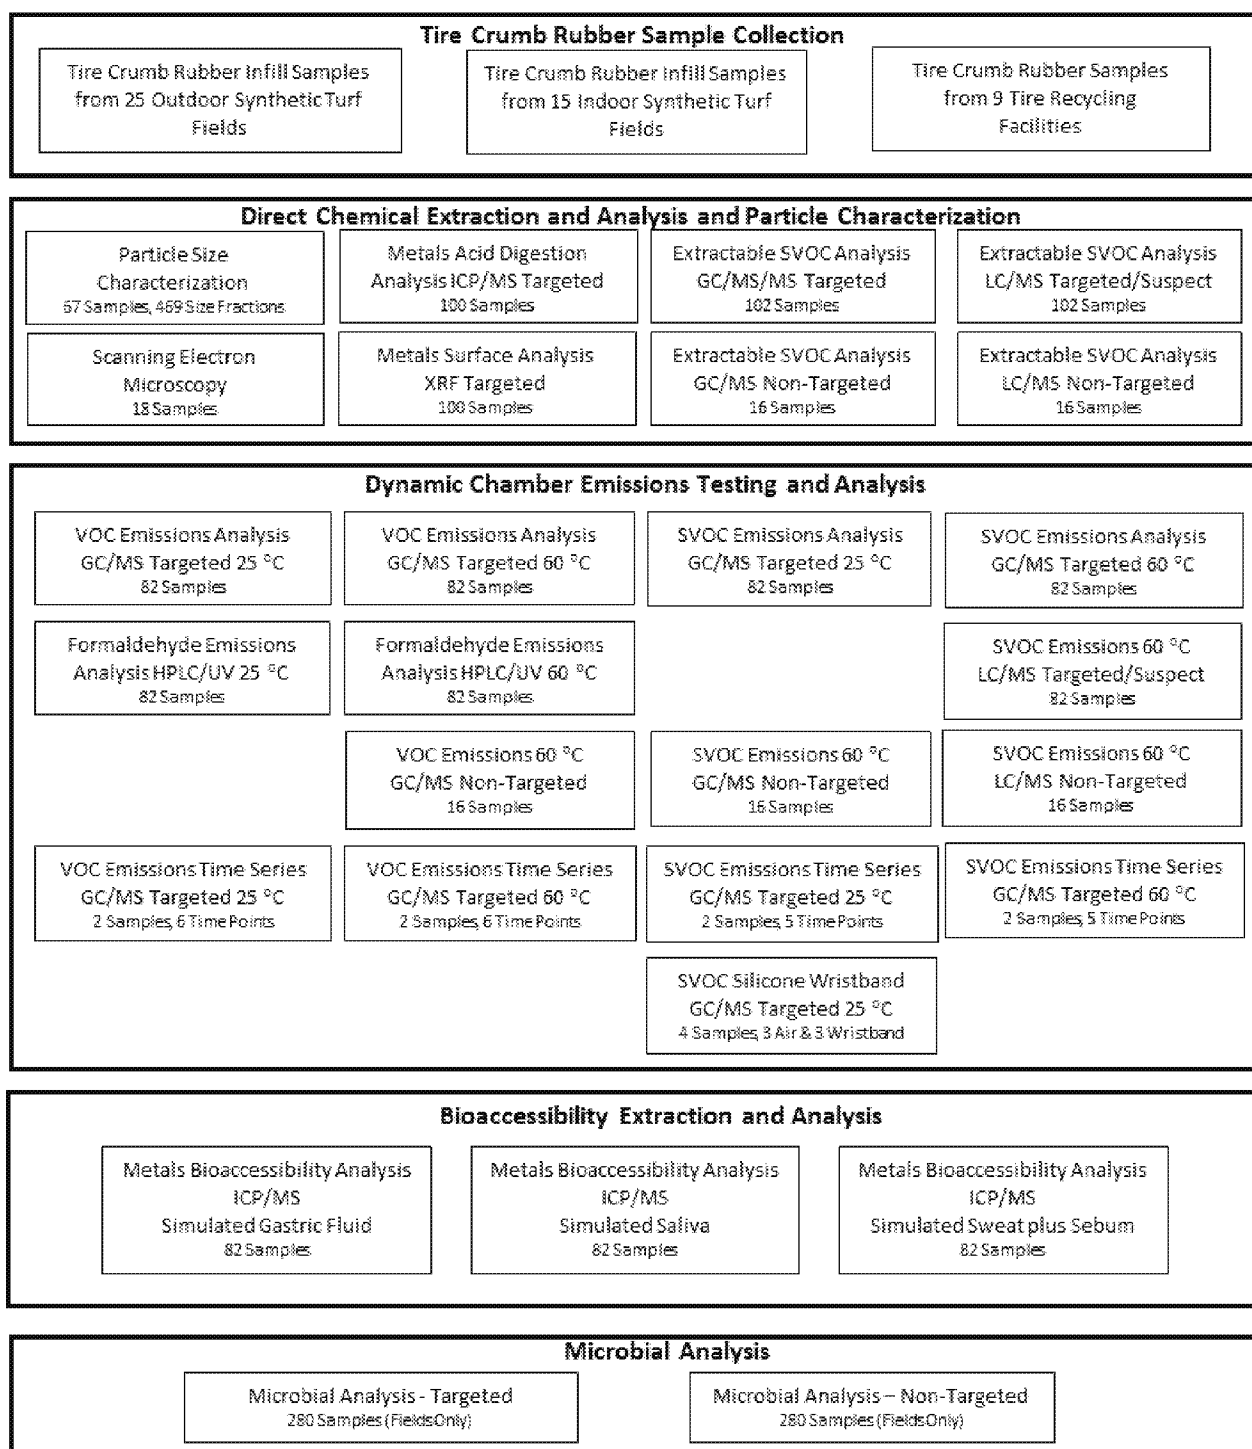 Tire Crumb Rubber Sample Collection
Tire Crumb Rubber Infill Samples
from 25 Outdoor Synthetic Turf
Fields
Tire Crumb Rubber Infill Samples
from 15 Indoor Synthetic Turf
Fields
Tire Crumb Rubber Samples
from 9 Tire Recycling
Facilities
Direct Chemical Extraction and Analysis and Particle Characterization
Particle Size
Characterization
67 Samples, 469 Size Fractions
Metals Acid Digestion
Analysis ICP/MS Targeted
100 Samples
Extractable SVOC Analysis
GC/MS/MS Targeted
102 Samples
Extractable SVOC Analysis
LC/MS Targeted/Suspect
102 Samples
Scanning Electron
Microscopy
18 Samples
Metals Surface Analysis
XRF Targeted
100 Samples
Extractable SVOC Analysis
GC/MS Non-Targeted
16 Samples
Extractable SVOC Analysis
LC/MS Non-Targeted
16 Samples
Dynamic Chamber Emissions Testing and Analysis
VOC Emissions Analysis
GC/MS Targeted 25 °C
82 Samples
VOC Emissions Analysis
GC/MS Targeted 60 °C
82 Samples
SVOC Emissions Analysis
GC/MS Targeted 25 °C
82 Samples
SVOC Emissions Analysis
GC/MS Targeted 60 °C
82 Samples
Formaldehyde Emissions
Analysis HPLC/UV 25 °C
82 Samples
Formaldehyde Emissions
Analysis HPLC/UV 60 °C
82 Samples
SVOC Emissions 60 °C
LC/MS Targeted/Suspect
82 Samples
VOC Emissions 60 °C
GC/MS Non-Targeted
16 Samples
SVOC Emissions 60 °C
GC/MS Non-Targeted
16 Samples
SVOC Emissions 60 °C
LC/MS Non-Targeted
16 Samples
VOC Emissions Time Series
GC/MS Targeted 25 °C
2 Samples, 6 Time Points
VOC Emissions Time Series
GC/MS Targeted 60 °C
2 Samples, 6 Time Points
SVOC Emissions Time Series
GC/MS Targeted 25 °C
2 Samples, 5 Time Points
SVOC Emissions Time Series
GC/MS Targeted 60 °C
2 Samples, 5 Time Points
SVOC Silicone Wristband
GC/MS Targeted 25 °C
4 Samples, 3 Air & 3 Wristband
Bioaccessibility Extraction and Analysis
Metals Bioaccessibility Analysis
ICP/MS
Simulated Gastric Fluid
82 Samples
Metals Bioaccessibility Analysis
ICP/MS
Simulated Saliva
82 Samples
Metals Bioaccessibility Analysis
ICP/MS
Simulated Sweat plus Sebum
82 Samples
Microbial Analysis
Microbial Analysis - Targeted
280 Samples (Fields Only)
Microbial Analysis – Non-Targeted
280 Samples (Fields Only)